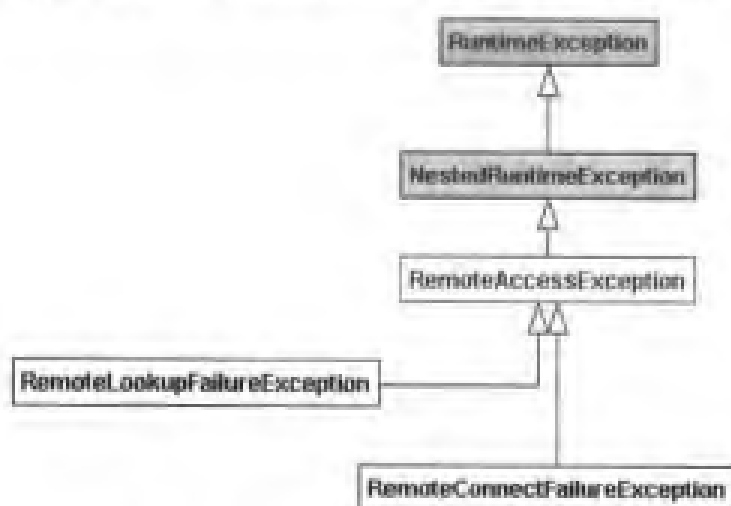 RuntimeException
NestedRuntimeException
RemoteAccessException
RemoteLookupFailureException
RemoteConnectFailureException